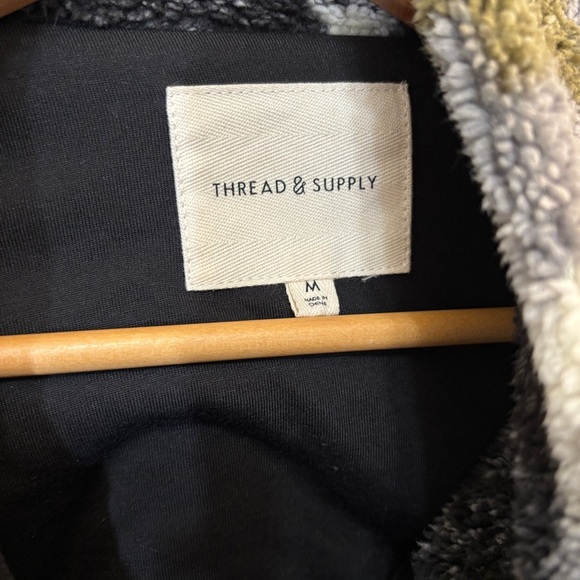 THREAD & SUPPLY
M
MADE IN
CHINA